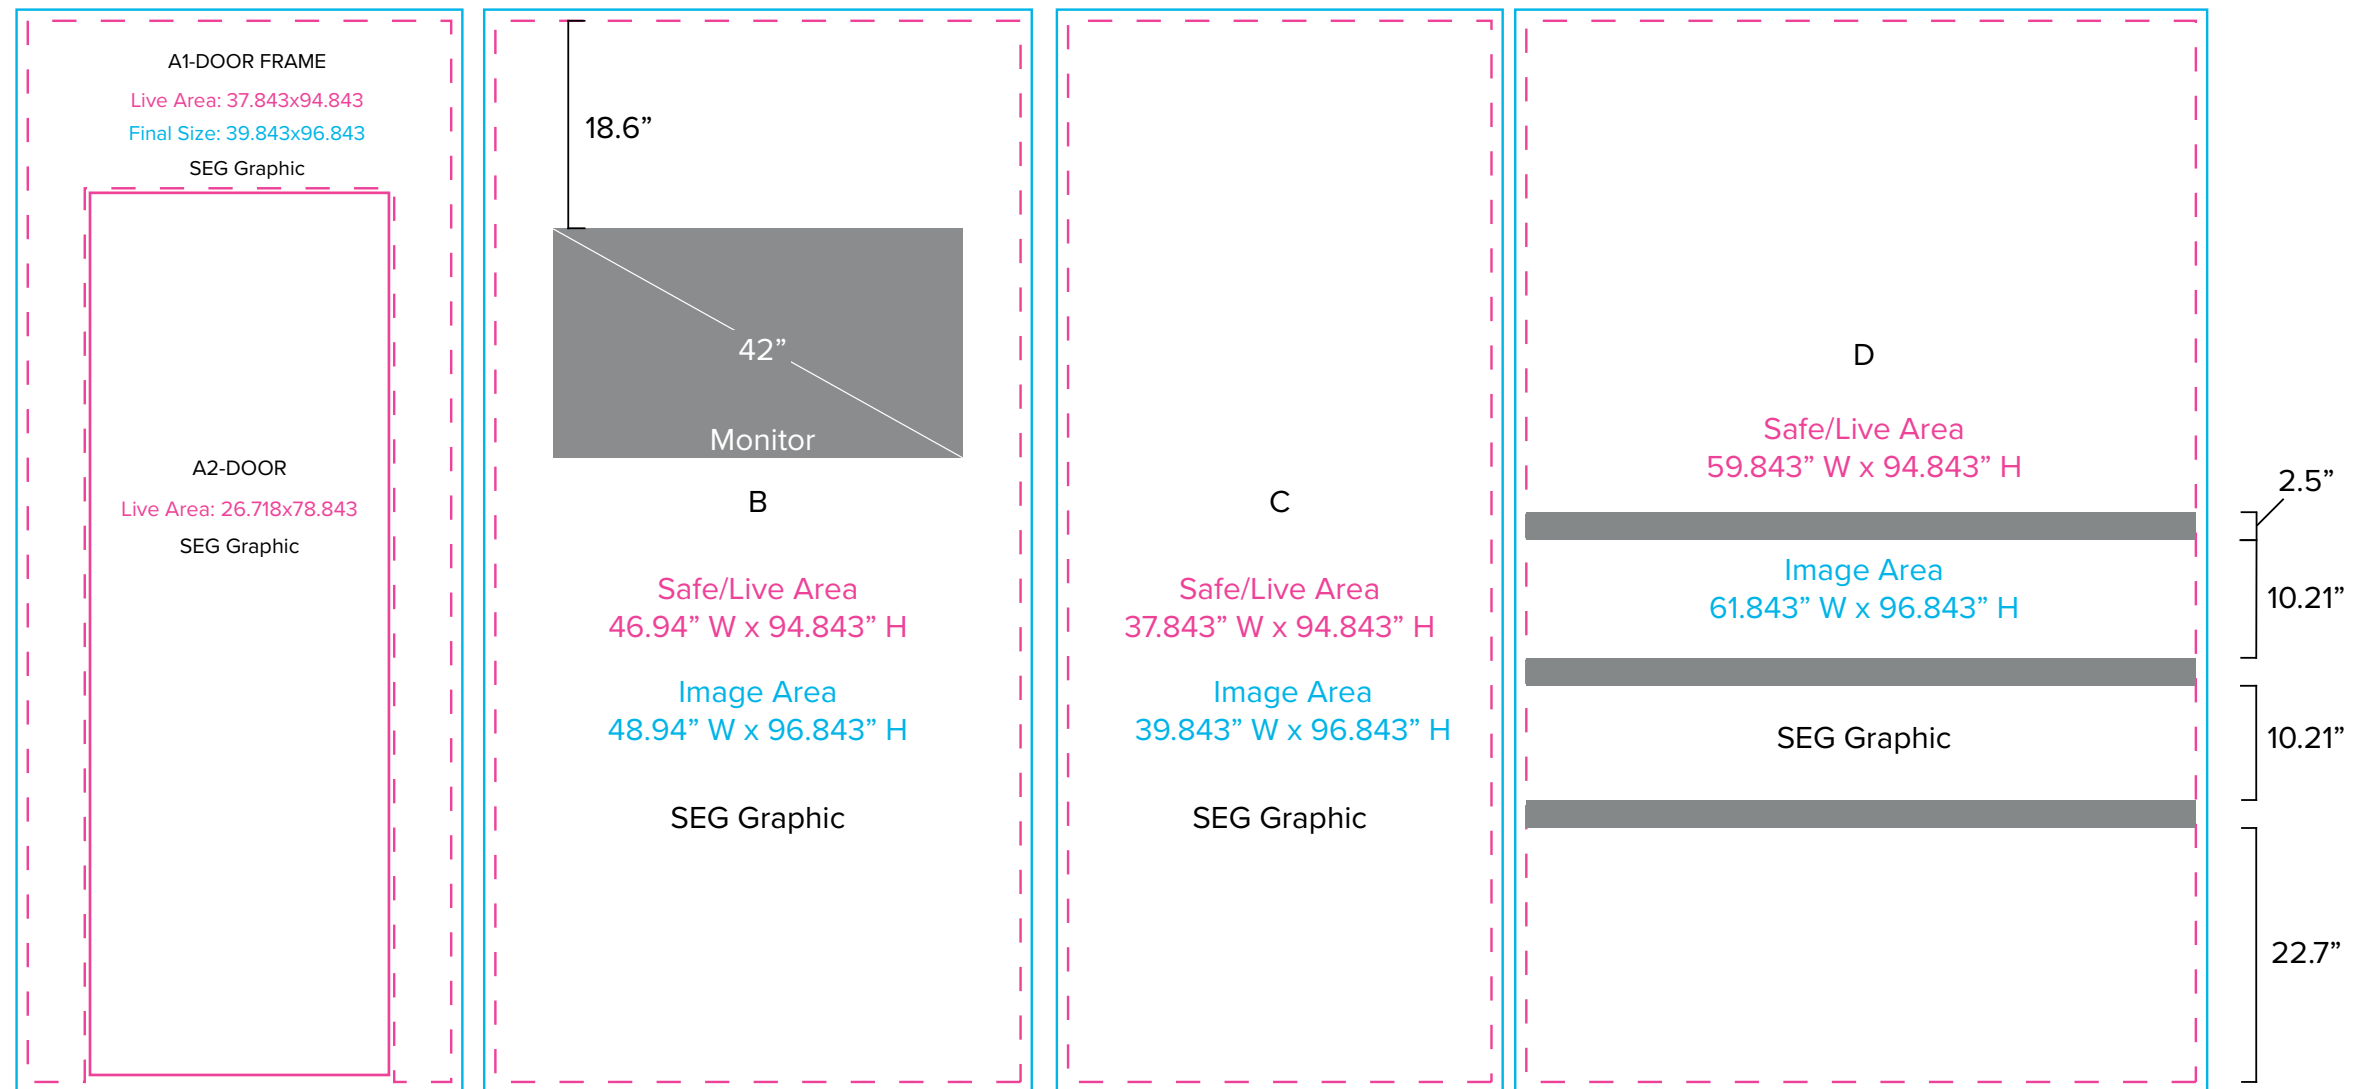 A1-DOOR FRAME
Live Area: 37.843x94.843
Final Size: 39.843x96.843
SEG Graphic
A2-DOOR
Live Area: 26.718x78.843
SEG Graphic
18.6”
42”
Monitor
B
Safe/Live Area
46.94” W x 94.843” H
Image Area
48.94” W x 96.843” H
SEG Graphic
C
Safe/Live Area
37.843” W x 94.843” H
Image Area
39.843” W x 96.843” H
SEG Graphic
D
Safe/Live Area
59.843” W x 94.843” H
Image Area
61.843” W x 96.843” H
SEG Graphic
2.5”
10.21”
10.21”
22.7”